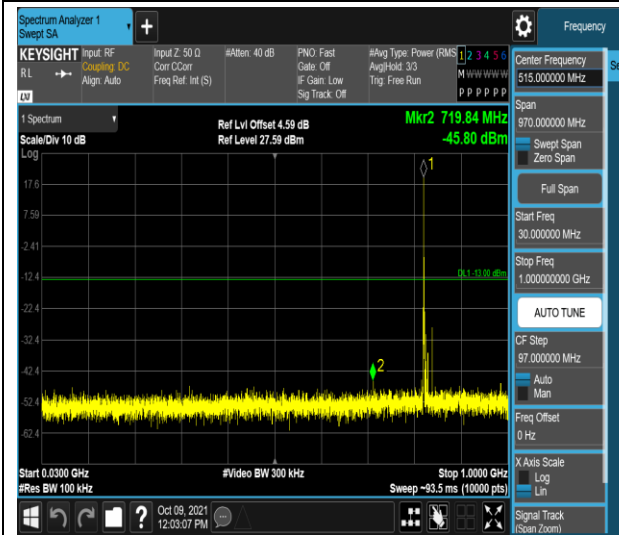 Spectrum Analyzer 1
Swept SA
+
Frequency
KEYSIGHT
RL
Input: RF
Coupling: DC
Align: Auto
Input Z: 50 Ω
Corr CCorr
Freq Ref: Int (S)
#Atten: 40 dB
PNO: Fast
Gate: Off
IF Gain: Low
Sig Track: Off
#Avg Type: Power (RMS
Avg|Hold: 3/3
Trig: Free Run
1 2 3 4 5 6
M W W W W W
P P P P P P
LXI
1 Spectrum
Scale/Div 10 dB
Ref Lvl Offset 4.59 dB
Ref Level 27.59 dBm
Mkr2 719.84 MHz
-45.80 dBm
Log
17.6
7.59
-2.41
-12.4
-22.4
-32.4
-42.4
-52.4
-62.4
1
DL1 -13.00 dBm
2
Start 0.0300 GHz
#Res BW 100 kHz
#Video BW 300 kHz
Stop 1.0000 GHz
Sweep ~93.5 ms (10000 pts)
Center Frequency
515.000000 MHz
Se
Span
970.000000 MHz
Swept Span
Zero Span
Full Span
Start Freq
30.000000 MHz
Stop Freq
1.000000000 GHz
AUTO TUNE
CF Step
97.000000 MHz
Auto
Man
Freq Offset
0 Hz
X Axis Scale
Log
Lin
Signal Track
(Span Zoom)
?
Oct 09, 2021
12:03:07 PM